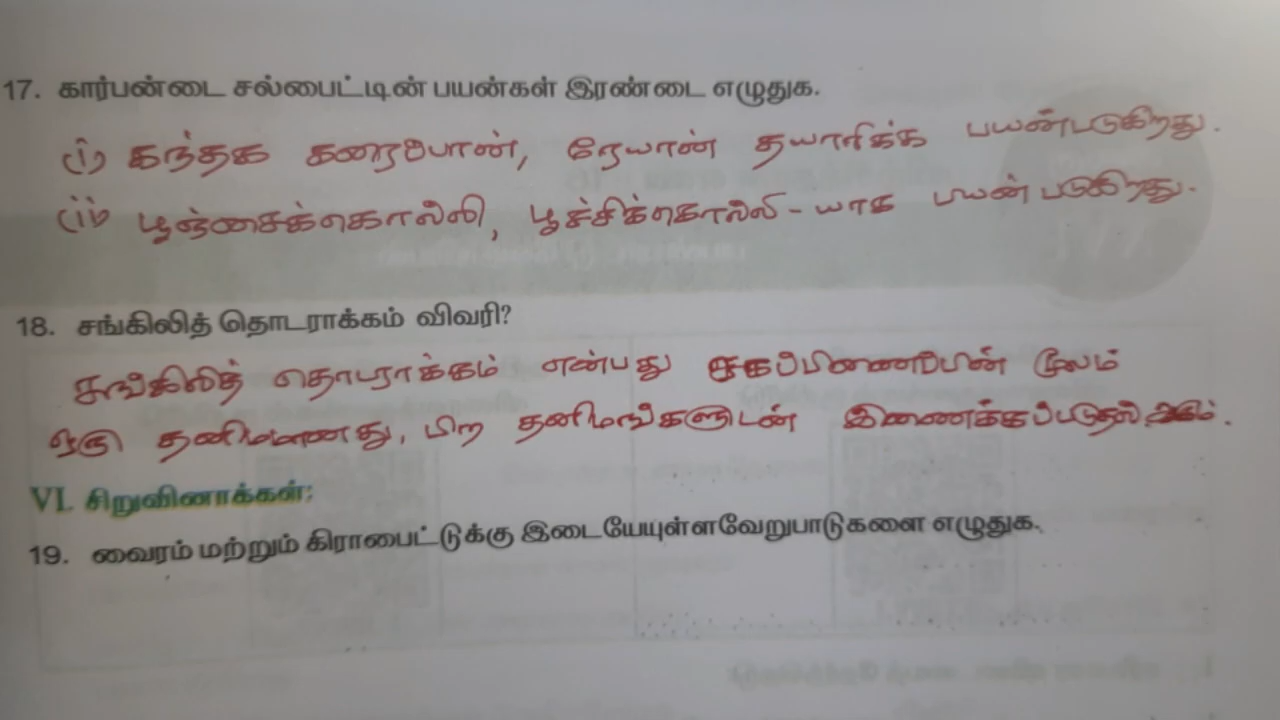 17. கார்பன்டை சல்பைட்டின் பயன்கள் இரண்டை எழுதுக.
(i) கந்தக கரைப்பான், ரேயான் தயாரிக்க பயன்படுகிறது.
(ii) பூஞ்சைக்கொல்லி, பூச்சிக்கொல்லி - யாக பயன் படுகிறது.
18. சங்கிலித் தொடராக்கம் விவரி?
சங்கிலித் தொடராக்கம் என்பது சகப்பிணைப்பின் மூலம்
ஒரு தனிமமானது, பிற தனிமங்களுடன் இணைக்கப்படுதல்.
VI. சிறுவினாக்கள்:
19. வைரம் மற்றும் கிராபைட்டுக்கு இடையேயுள்ளவேறுபாடுகளை எழுதுக.